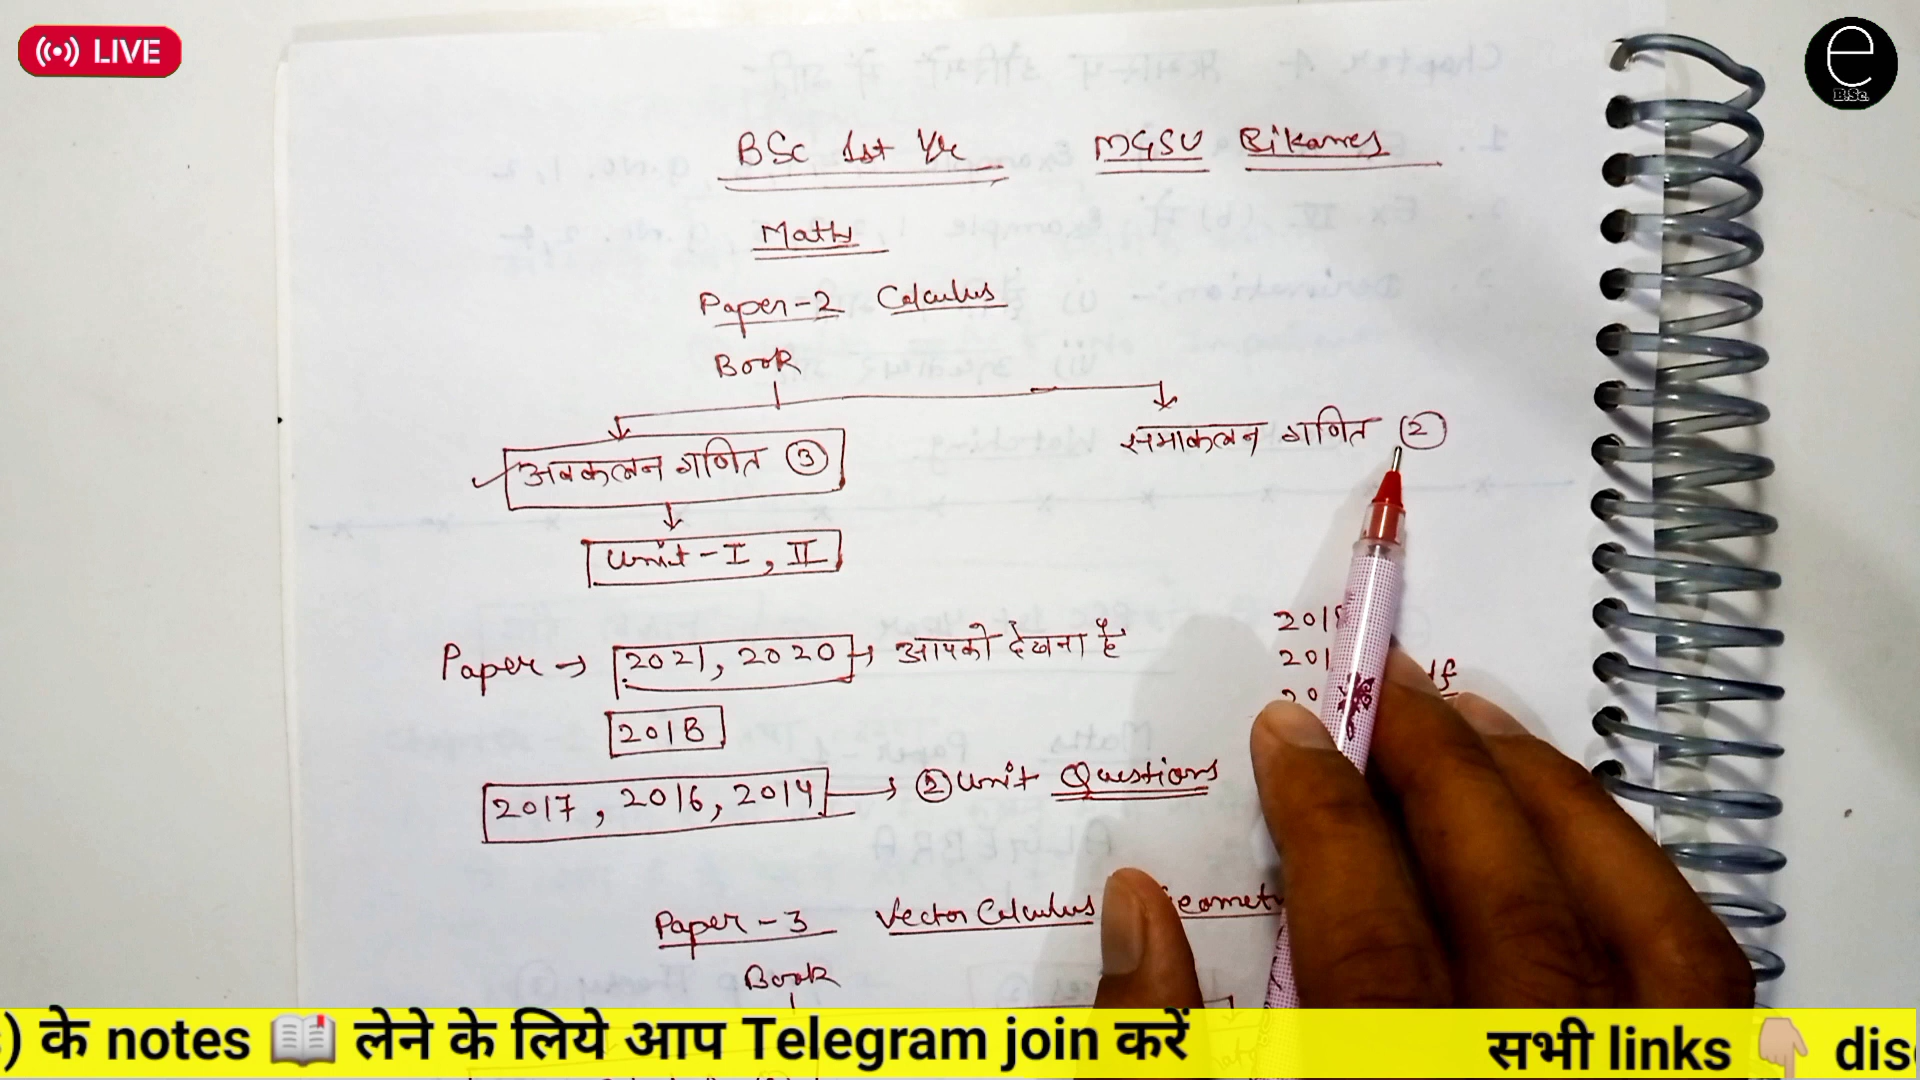 LIVE
e
B.Sc.
BSc 1st Yr MGSU Bikaner
Maths
Paper-2 Calculus
Book
अवकलन गणित ③
समाकलन गणित ②
Unit - I, II
Paper → 2021, 2020 → आपको देखना है
2018
2017, 2016, 2014 → ② Unit Questions
Paper - 3 Vector Calculus
Book
) के notes 📖 लेने के लिये आप Telegram join करें सभी links 👇🏽 dis